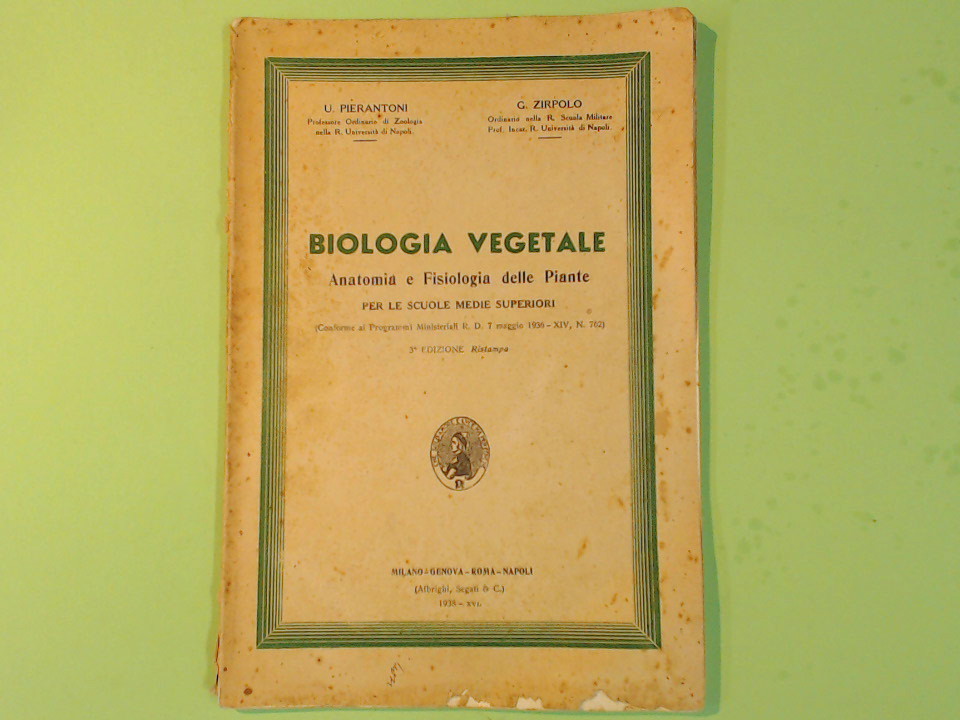 U. PIERANTONI
Professore Ordinario di Zoologia
nella R. Università di Napoli.
G. ZIRPOLO
Ordinario nella R. Scuola Militare
Prof. Incar. R. Università di Napoli.
BIOLOGIA VEGETALE
Anatomia e Fisiologia delle Piante
PER LE SCUOLE MEDIE SUPERIORI
(Conforme ai Programmi Ministeriali R. D. 7 maggio 1936 - XIV, N. 762)
3ª EDIZIONE Ristampa
MILANO - GENOVA - ROMA - NAPOLI
(Albrighi, Segati & C.)
1938 - XVI.